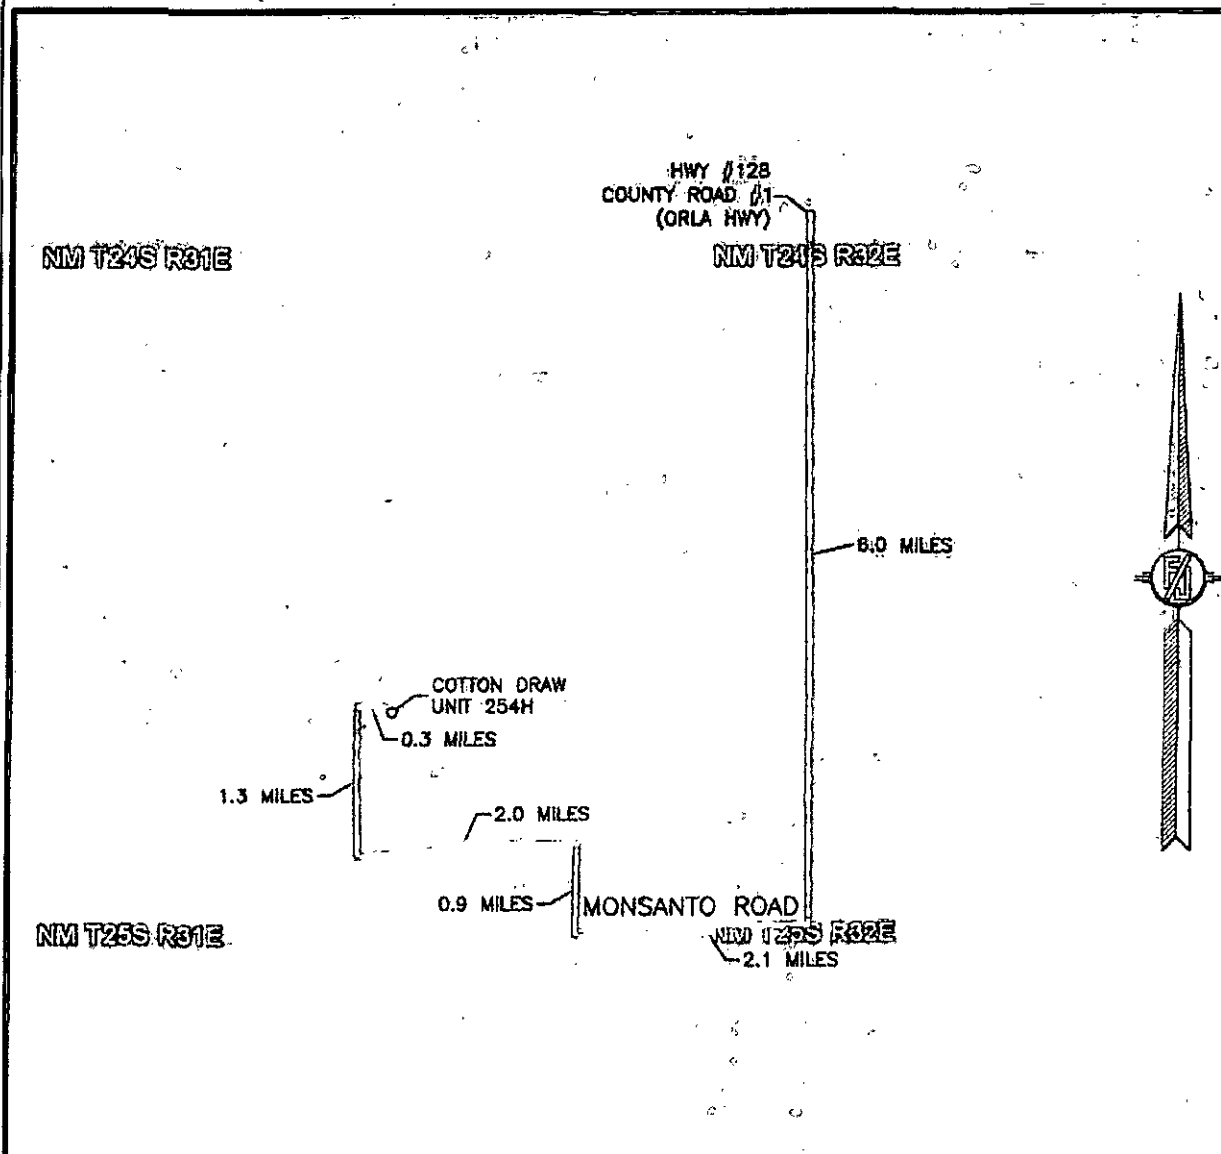 HWY #128
COUNTY ROAD #1
(ORLA HWY)
NM T24S R31E
NM T24S R32E
6.0 MILES
COTTON DRAW
UNIT 254H
0.3 MILES
1.3 MILES
2.0 MILES
0.9 MILES
MONSANTO ROAD
NM T25S R31E
NM T25S R32E
2.1 MILES